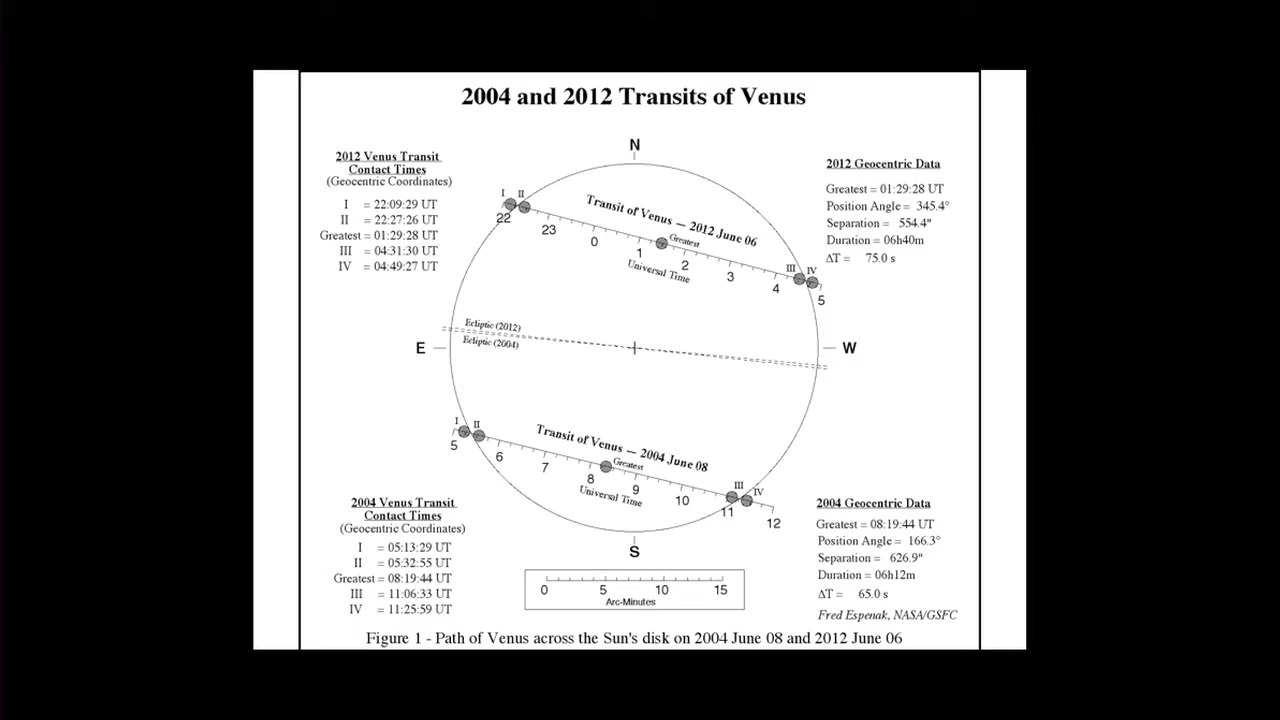 2004 and 2012 Transits of Venus
N
2012 Venus Transit
Contact Times
(Geocentric Coordinates)
I = 22:09:29 UT
II = 22:27:26 UT
Greatest = 01:29:28 UT
III = 04:31:30 UT
IV = 04:49:27 UT
2012 Geocentric Data
Greatest = 01:29:28 UT
Position Angle = 345.4°
Separation = 554.4"
Duration = 06h40m
ΔT = 75.0 s
I II
Transit of Venus — 2012 June 06
Greatest
III IV
22 23 0 1 2 3 4 5
Universal Time
Ecliptic (2012)
Ecliptic (2004)
E
W
I II
Transit of Venus — 2004 June 08
Greatest
III IV
5 6 7 8 9 10 11 12
Universal Time
S
2004 Venus Transit
Contact Times
(Geocentric Coordinates)
I = 05:13:29 UT
II = 05:32:55 UT
Greatest = 08:19:44 UT
III = 11:06:33 UT
IV = 11:25:59 UT
0 5 10 15
Arc-Minutes
2004 Geocentric Data
Greatest = 08:19:44 UT
Position Angle = 166.3°
Separation = 626.9"
Duration = 06h12m
ΔT = 65.0 s
Fred Espenak, NASA/GSFC
Figure 1 - Path of Venus across the Sun's disk on 2004 June 08 and 2012 June 06